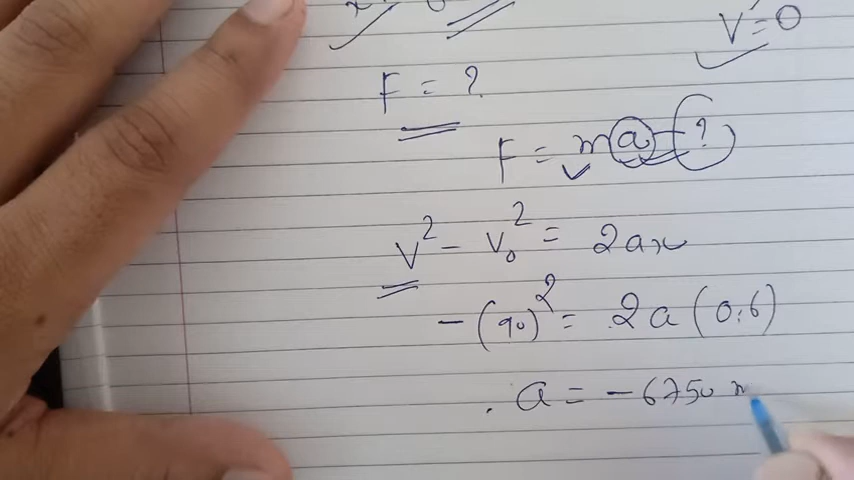 V = 0
F = ?
F = ma ?
V² - V₀² = 2ax
- (90)² = 2a (0.6)
. a = - 6750 m